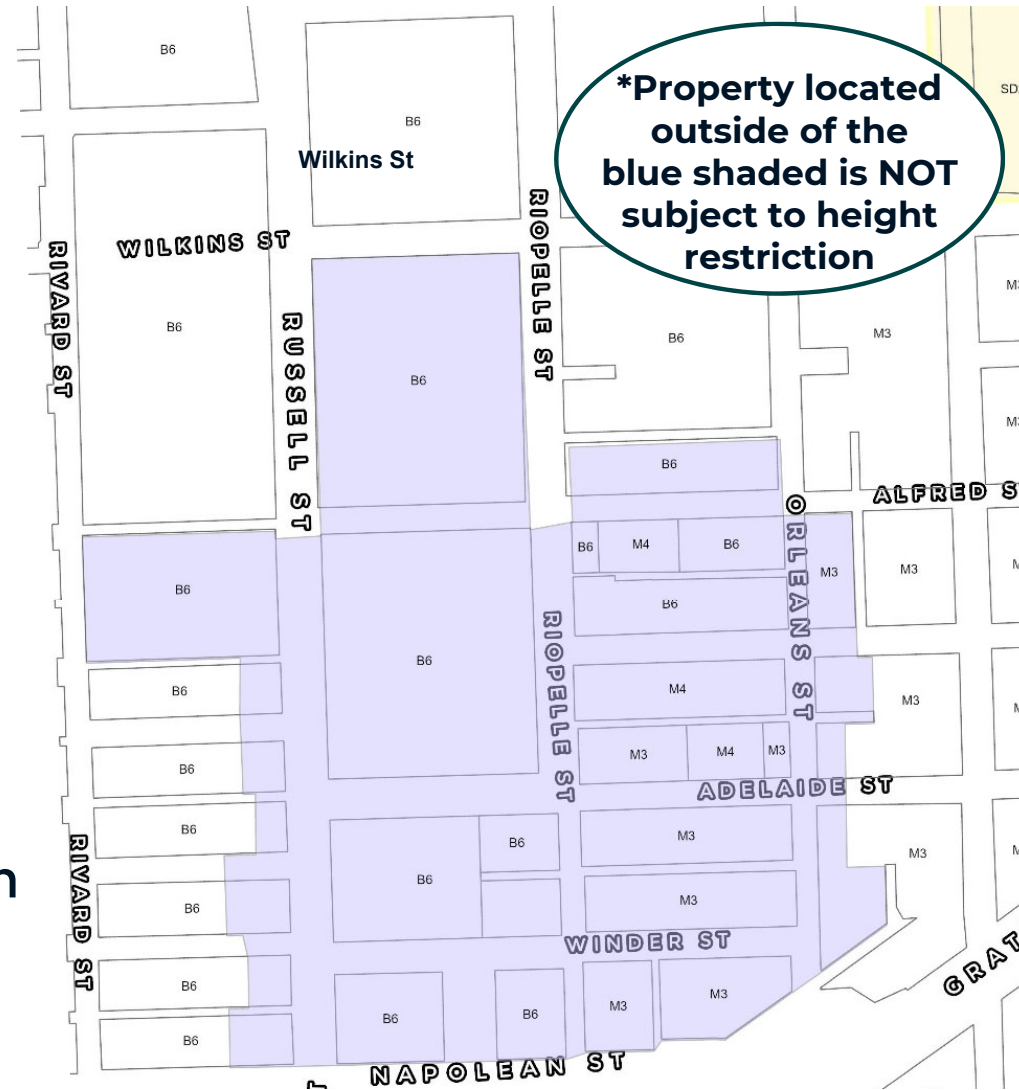 B6
*Property located
outside of the
blue shaded is NOT
subject to height
restriction
SD
B6
Wilkins St
WILKINS ST
RIVARD ST
RUSSELL ST
RIOPELLE ST
B6
B6
B6
M3
M3
M3
B6
ALFRED S
ORLEANS ST
B6
M4
B6
M3
M3
B6
B6
RIOPELLE ST
B6
B6
M4
M3
B6
M3
M4
M3
ADELAIDE ST
B6
B6
M3
M3
RIVARD ST
n
B6
B6
M3
WINDER ST
GRAT
B6
B6
B6
M3
M3
B6
NAPOLEAN ST